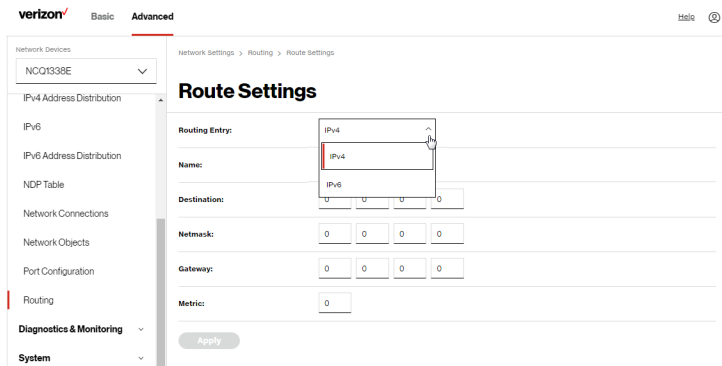 verizon✓ Basic Advanced Help
Network Devices
NCQ1338E
IPv4 Address Distribution
IPv6
IPv6 Address Distribution
NDP Table
Network Connections
Network Objects
Port Configuration
Routing
Diagnostics & Monitoring
System
Network Settings > Routing > Route Settings
Route Settings
Routing Entry: IPv4
IPv4
IPv6
Name:
Destination: 0 0 0 0
Netmask: 0 0 0 0
Gateway: 0 0 0 0
Metric: 0
Apply